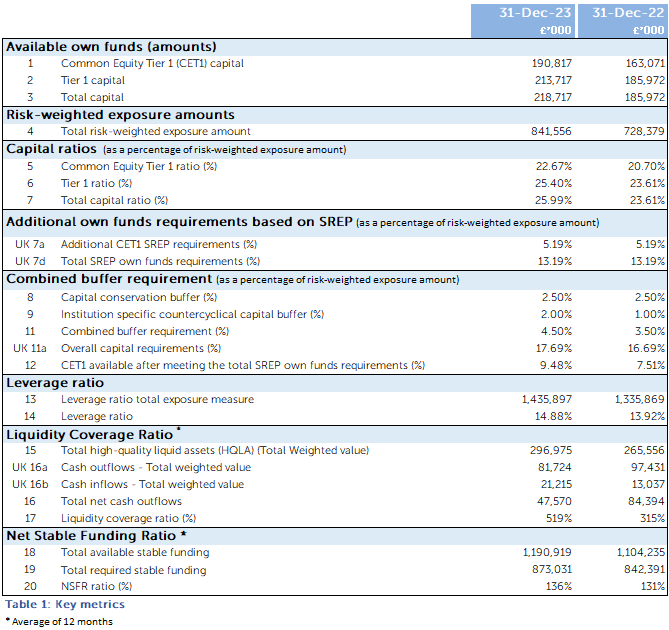 31-Dec-23 31-Dec-22
£'000 £'000
Available own funds (amounts)
1 Common Equity Tier 1 (CET1) capital 190,817 163,071
2 Tier 1 capital 213,717 185,972
3 Total capital 218,717 185,972
Risk-weighted exposure amounts
4 Total risk-weighted exposure amount 841,556 728,379
Capital ratios (as a percentage of risk-weighted exposure amount)
5 Common Equity Tier 1 ratio (%) 22.67% 20.70%
6 Tier 1 ratio (%) 25.40% 23.61%
7 Total capital ratio (%) 25.99% 23.61%
Additional own funds requirements based on SREP (as a percentage of risk-weighted exposure amount)
UK 7a Additional CET1 SREP requirements (%) 5.19% 5.19%
UK 7d Total SREP own funds requirements (%) 13.19% 13.19%
Combined buffer requirement (as a percentage of risk-weighted exposure amount)
8 Capital conservation buffer (%) 2.50% 2.50%
9 Institution specific countercyclical capital buffer (%) 2.00% 1.00%
11 Combined buffer requirement (%) 4.50% 3.50%
UK 11a Overall capital requirements (%) 17.69% 16.69%
12 CET1 available after meeting the total SREP own funds requirements (%) 9.48% 7.51%
Leverage ratio
13 Leverage ratio total exposure measure 1,435,897 1,335,869
14 Leverage ratio 14.88% 13.92%
Liquidity Coverage Ratio *
15 Total high-quality liquid assets (HQLA) (Total Weighted value) 296,975 265,556
UK 16a Cash outflows - Total weighted value 81,724 97,431
UK 16b Cash inflows - Total weighted value 21,215 13,037
16 Total net cash outflows 47,570 84,394
17 Liquidity coverage ratio (%) 519% 315%
Net Stable Funding Ratio *
18 Total available stable funding 1,190,919 1,104,235
19 Total required stable funding 873,031 842,391
20 NSFR ratio (%) 136% 131%
Table 1: Key metrics
* Average of 12 months